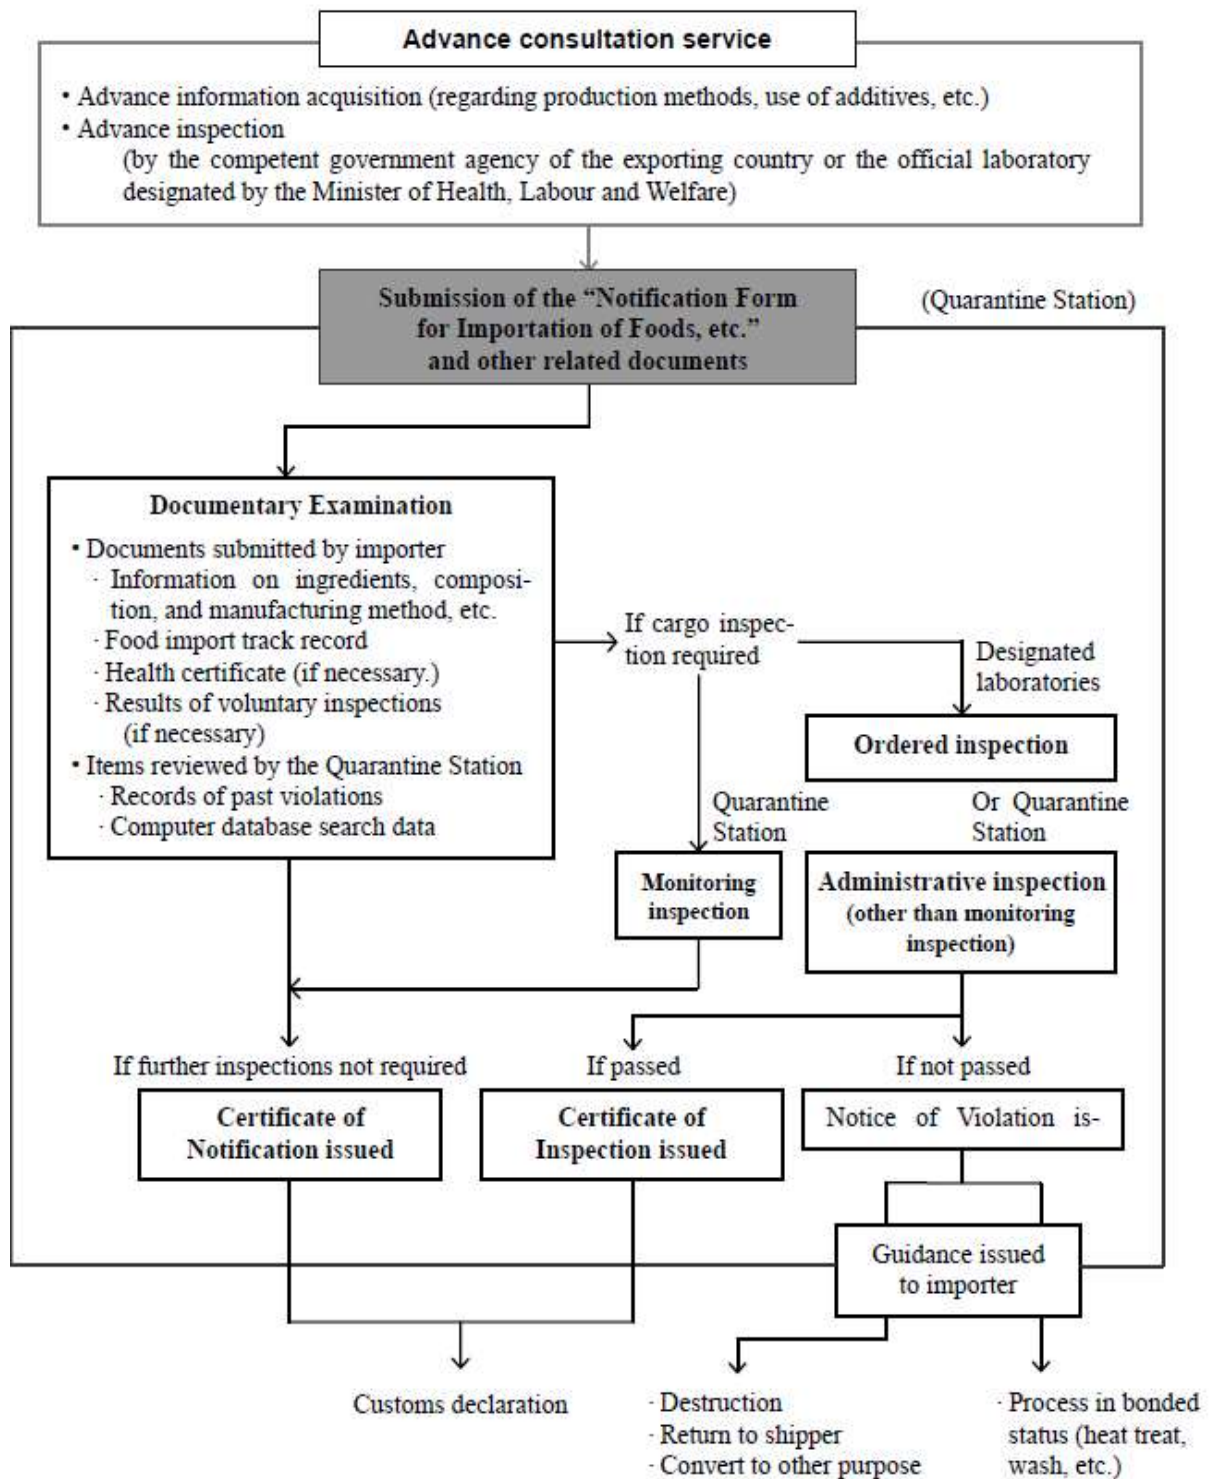 Advance consultation service
• Advance information acquisition (regarding production methods, use of additives, etc.)
• Advance inspection
(by the competent government agency of the exporting country or the official laboratory
designated by the Minister of Health, Labour and Welfare)
Submission of the “Notification Form
for Importation of Foods, etc.”
and other related documents
(Quarantine Station)
Documentary Examination
• Documents submitted by importer
· Information on ingredients, composi-
tion, and manufacturing method, etc.
· Food import track record
· Health certificate (if necessary.)
· Results of voluntary inspections
(if necessary)
• Items reviewed by the Quarantine Station
· Records of past violations
· Computer database search data
If cargo inspec-
tion required
Designated
laboratories
Ordered inspection
Quarantine
Station
Or Quarantine
Station
Monitoring
inspection
Administrative inspection
(other than monitoring
inspection)
If further inspections not required
If passed
If not passed
Certificate of
Notification issued
Certificate of
Inspection issued
Notice of Violation is-
Guidance issued
to importer
Customs declaration
· Destruction
· Return to shipper
· Convert to other purpose
· Process in bonded
status (heat treat,
wash, etc.)